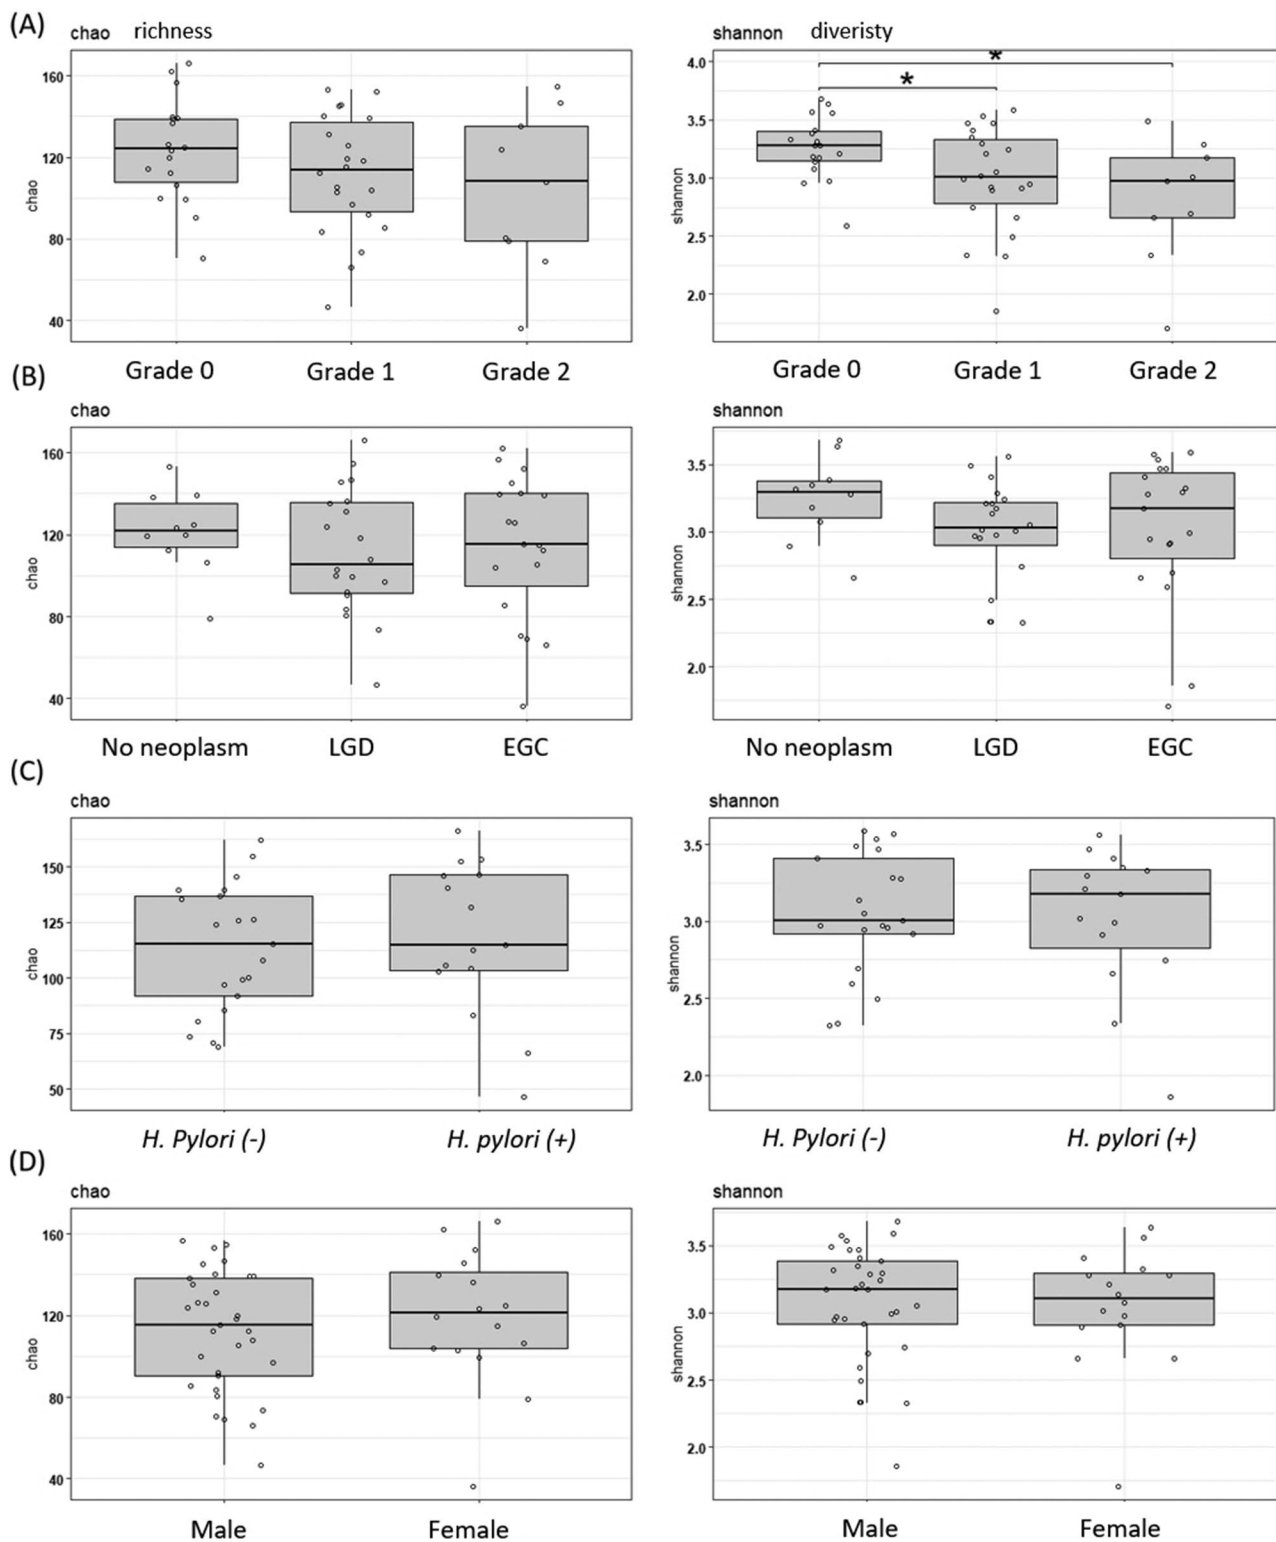 (A)
chao richness
shannon diveristy
160
120
80
40
chao
4.0
3.5
3.0
2.5
2.0
shannon
*
*
Grade 0 Grade 1 Grade 2
Grade 0 Grade 1 Grade 2
(B)
chao
shannon
160
120
80
40
chao
3.5
3.0
2.5
2.0
shannon
No neoplasm LGD EGC
No neoplasm LGD EGC
(C)
chao
shannon
150
125
100
75
50
chao
3.5
3.0
2.5
2.0
shannon
H. Pylori (-) H. pylori (+)
H. Pylori (-) H. pylori (+)
(D)
chao
shannon
160
120
80
40
chao
3.5
3.0
2.5
2.0
shannon
Male Female
Male Female